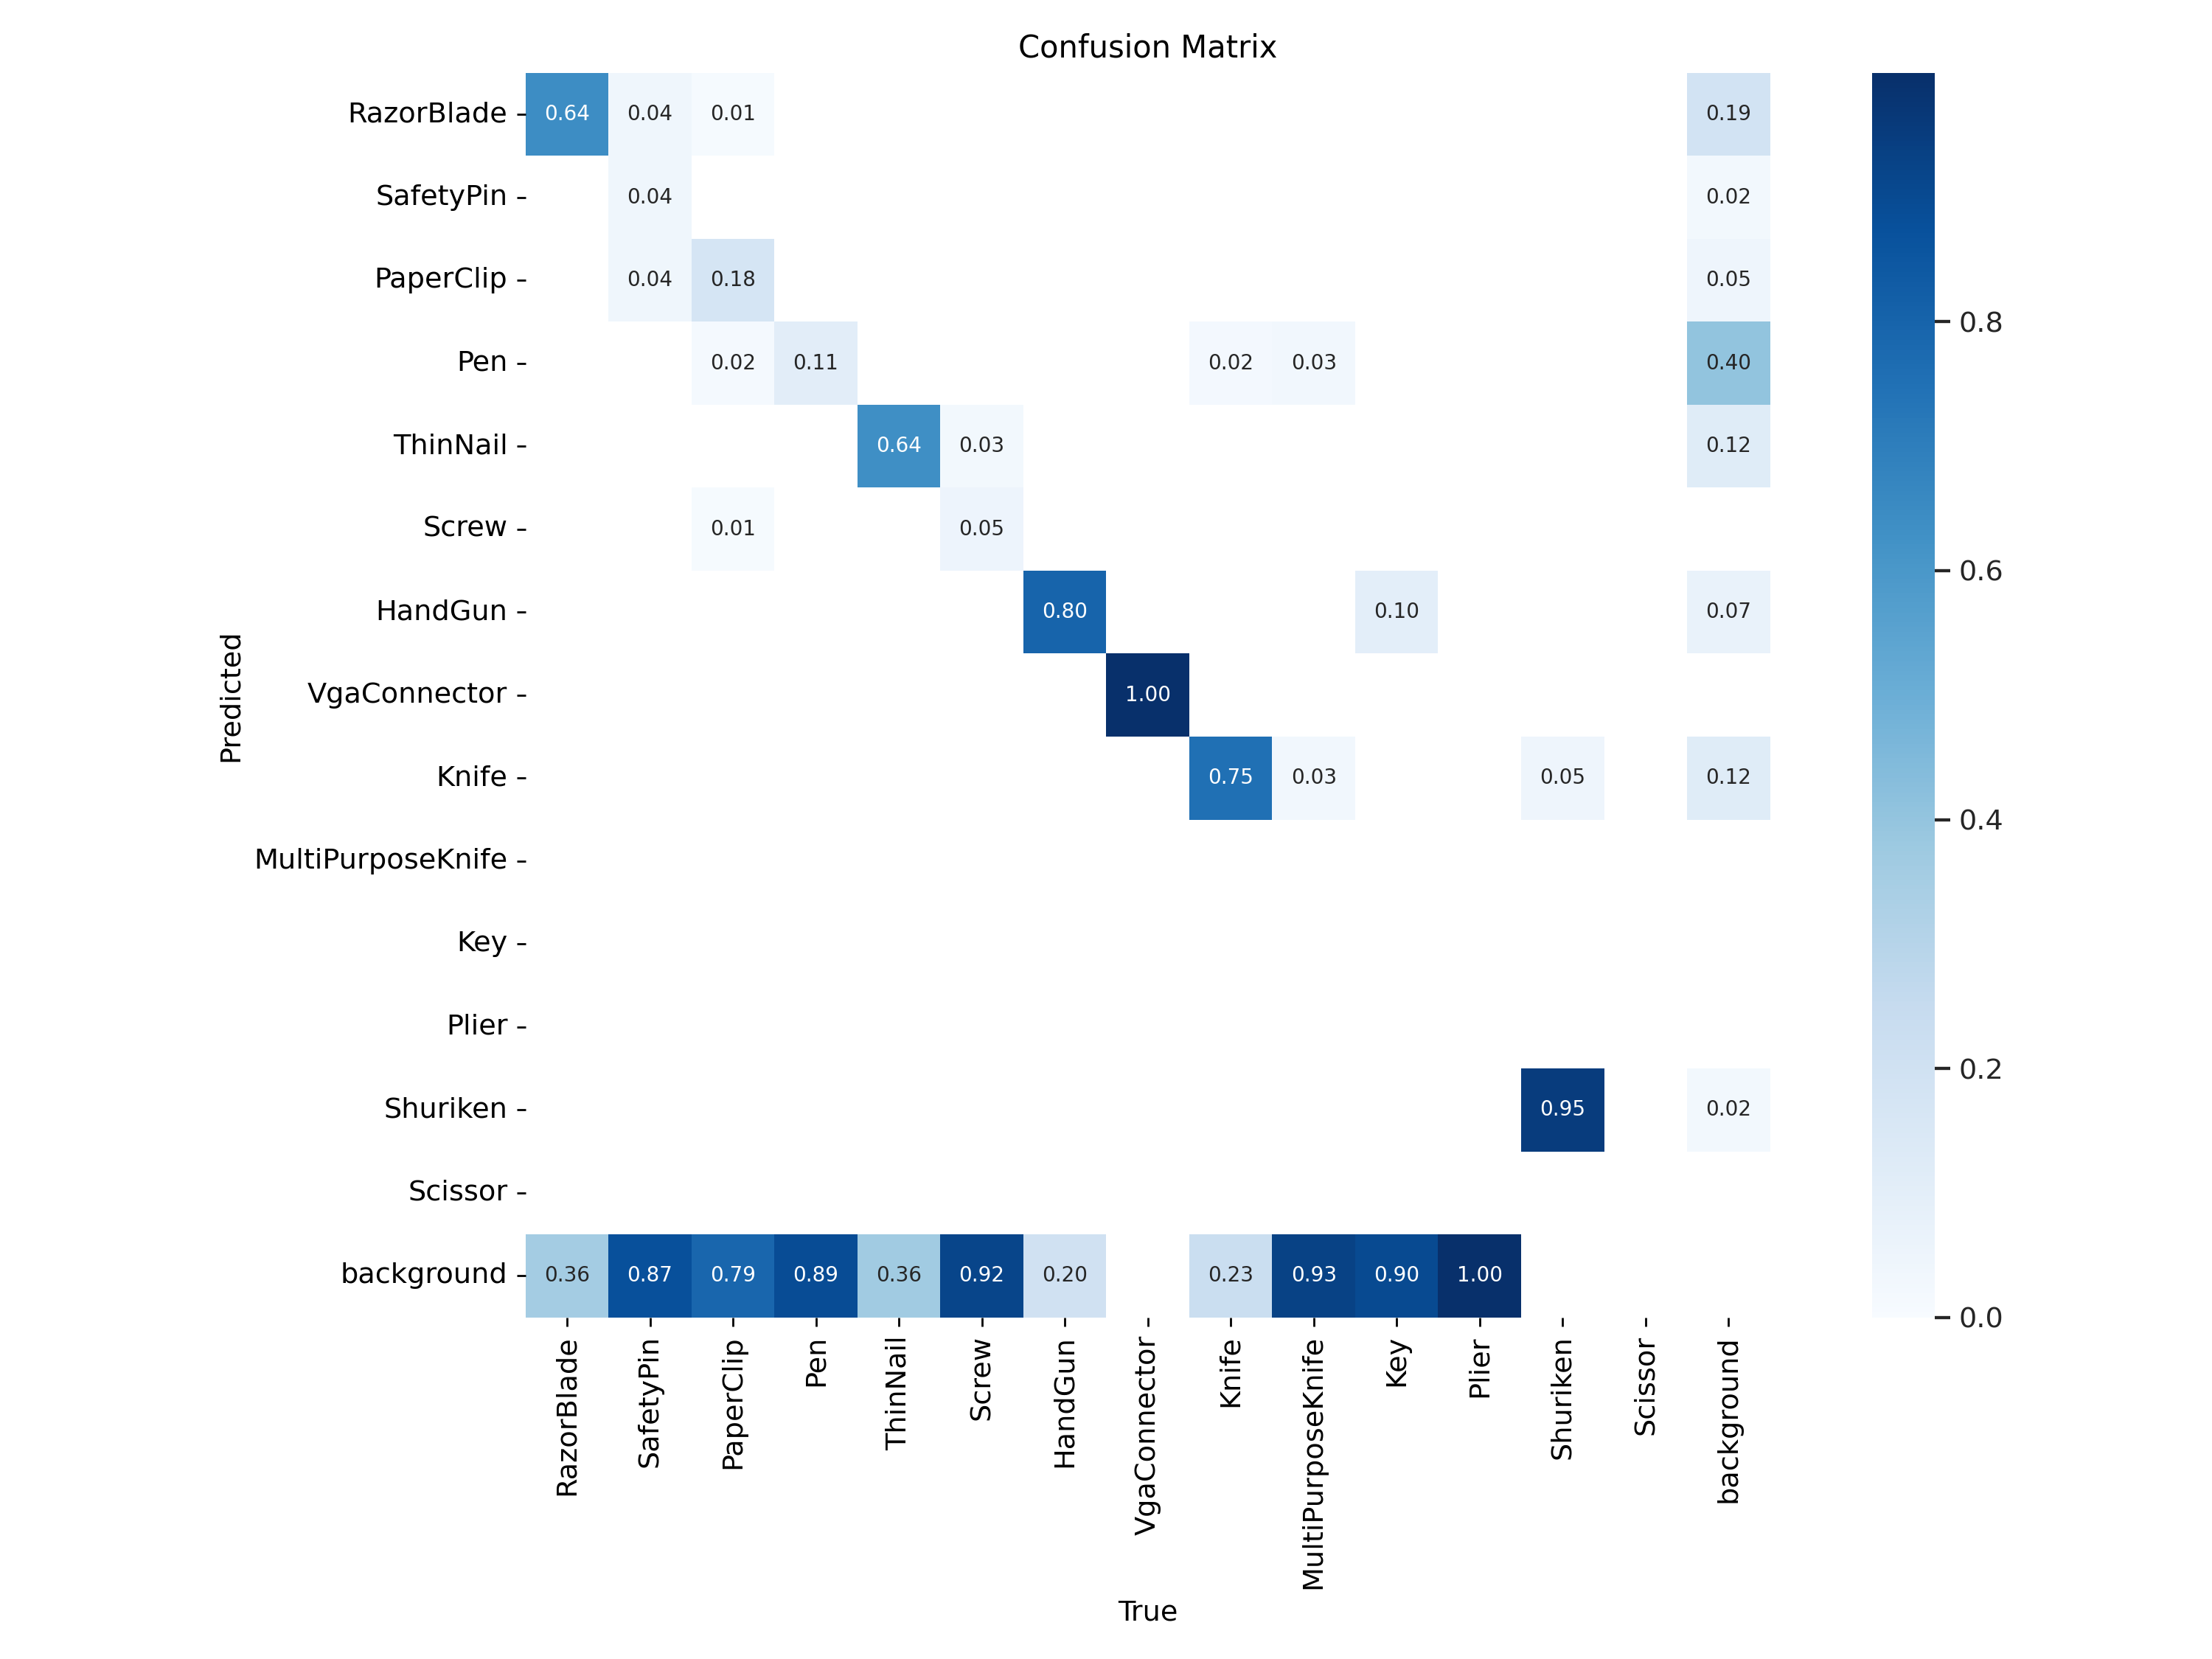 Confusion Matrix
RazorBlade 0.64 0.04 0.01 0.19
SafetyPin 0.04 0.02
PaperClip 0.04 0.18 0.05
Pen 0.02 0.11 0.02 0.03 0.40
0.8
ThinNail 0.64 0.03 0.12
Screw 0.01 0.05
0.6
HandGun 0.80 0.10 0.07
Predicted
VgaConnector 1.00
Knife 0.75 0.03 0.05 0.12
0.4
MultiPurposeKnife
Key
Plier
0.2
Shuriken 0.95 0.02
Scissor
background 0.36 0.87 0.79 0.89 0.36 0.92 0.20 0.23 0.93 0.90 1.00
0.0
RazorBlade
SafetyPin
PaperClip
Pen
ThinNail
Screw
HandGun
VgaConnector
Knife
MultiPurposeKnife
Key
Plier
Shuriken
Scissor
background
True